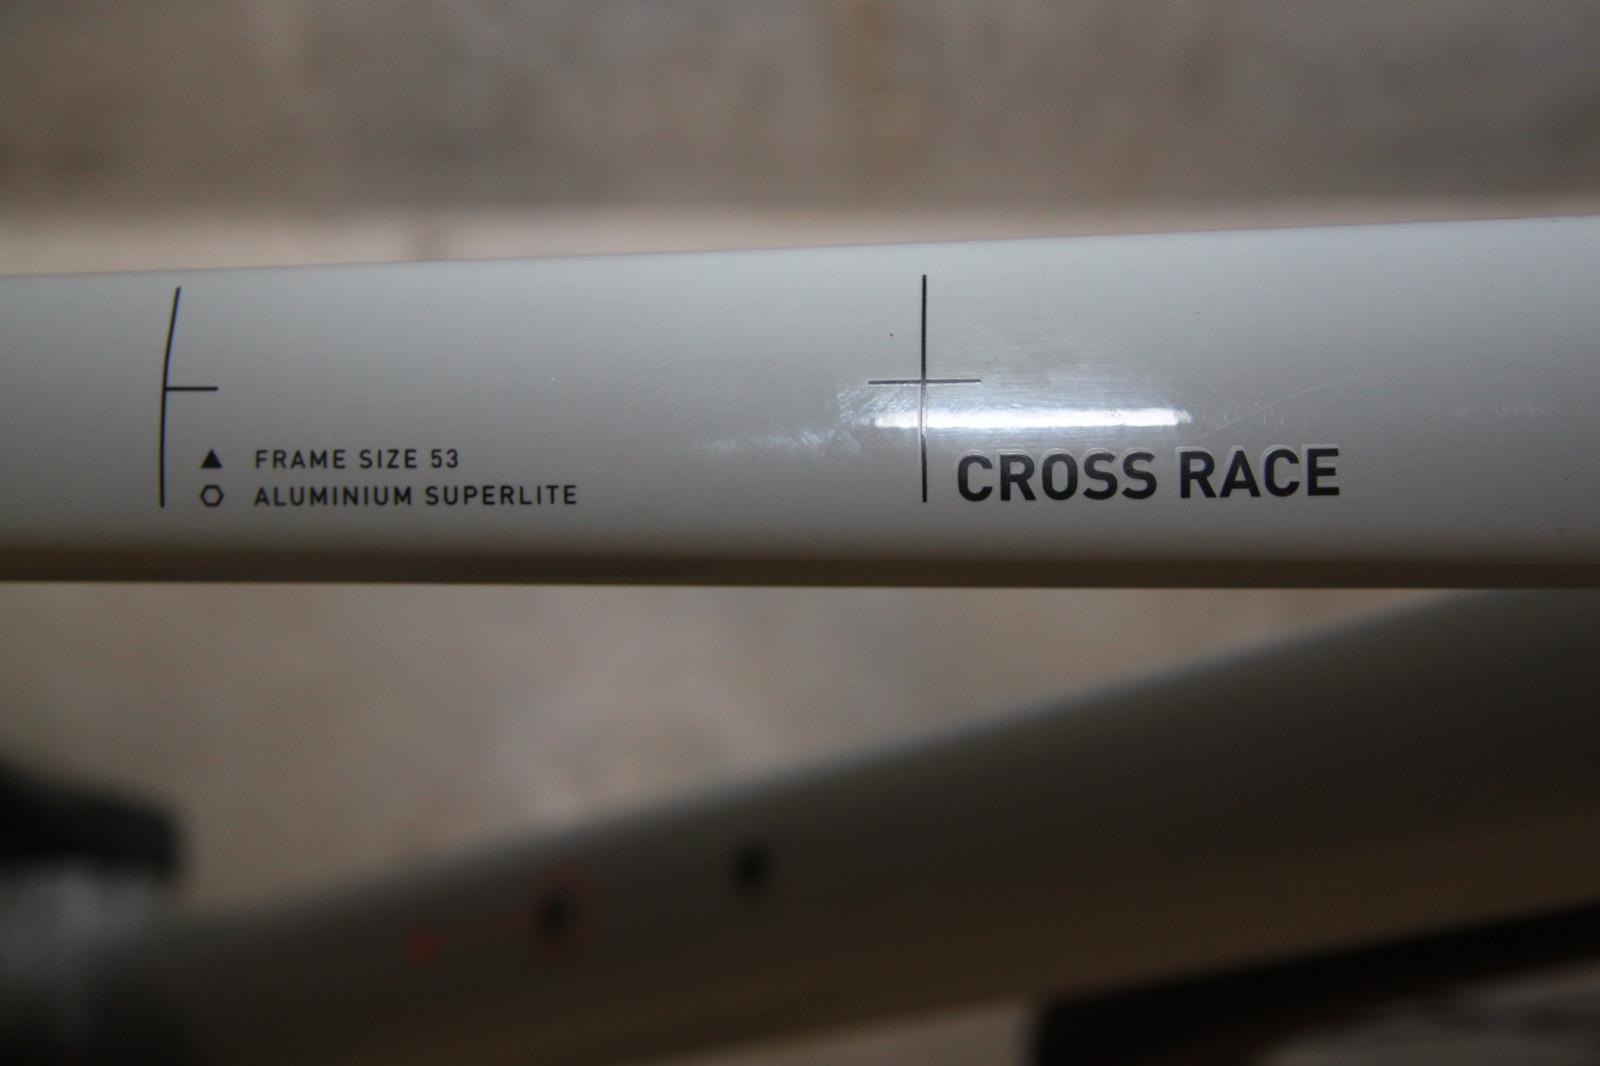 FRAME SIZE 53
ALUMINIUM SUPERLITE
CROSS RACE